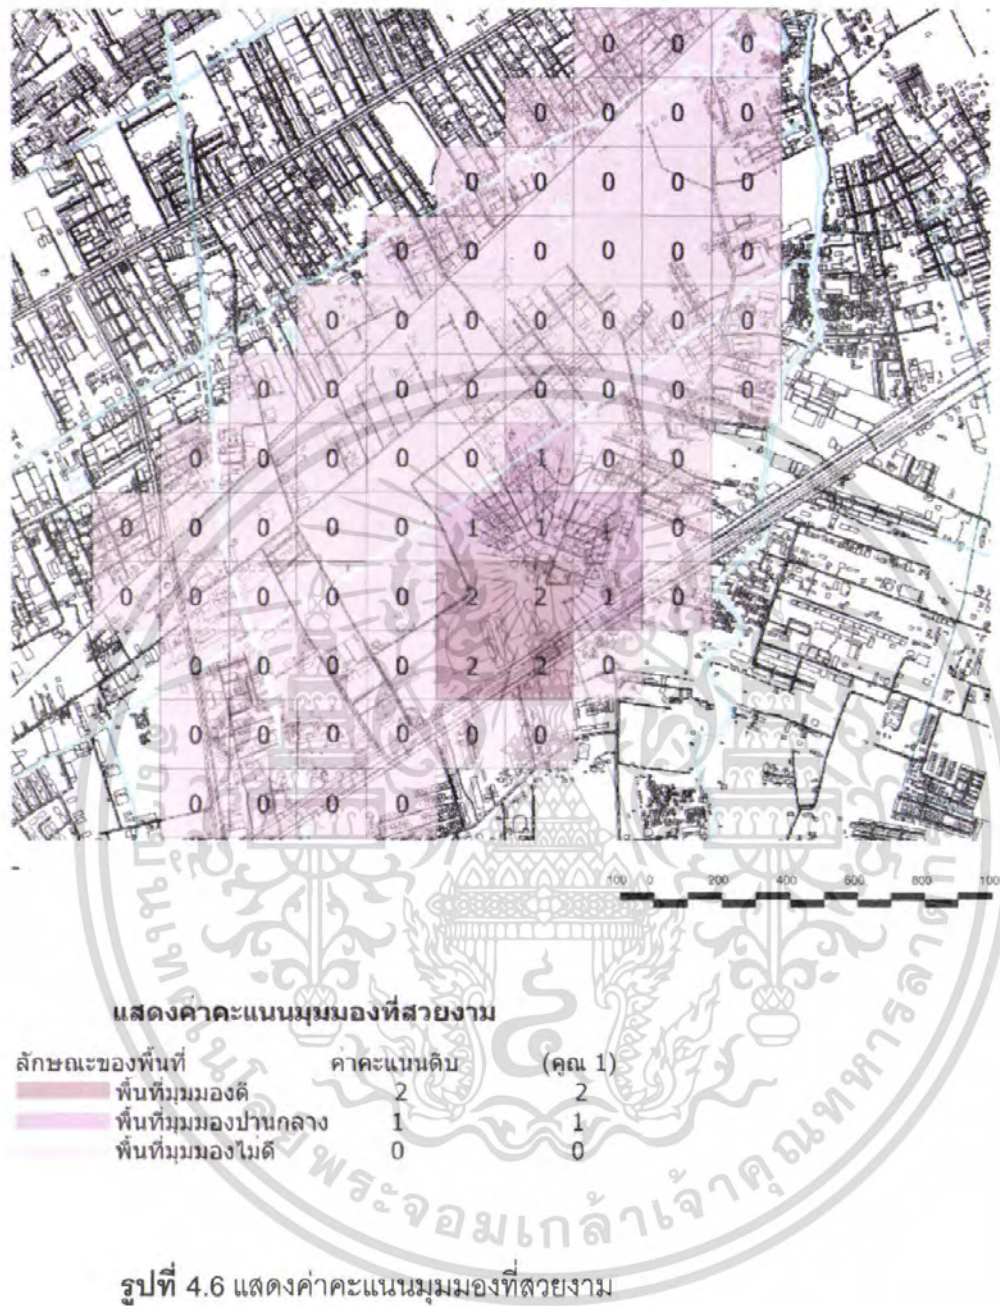 0 0 0
0 0 0 0
0 0 0 0 0
0 0 0 0 0 0
0 0 0 0 0 0 0
0 0 0 0 0 0 0 0
0 0 0 0 0 1 0 0
0 0 0 0 0 1 1 1 0
0 0 0 0 0 2 2 1 0
0 0 0 0 2 2 0
0 0 0 0 0 0
0 0 0 0
100 0 200 400 600 800 100
แสดงค่าคะแนนมุมมองที่สวยงาม
ลักษณะของพื้นที่ ค่าคะแนนดิบ (คูณ 1)
พื้นที่มุมมองดี 2 2
พื้นที่มุมมองปานกลาง 1 1
พื้นที่มุมมองไม่ดี 0 0
รูปที่ 4.6 แสดงค่าคะแนนมุมมองที่สวยงาม